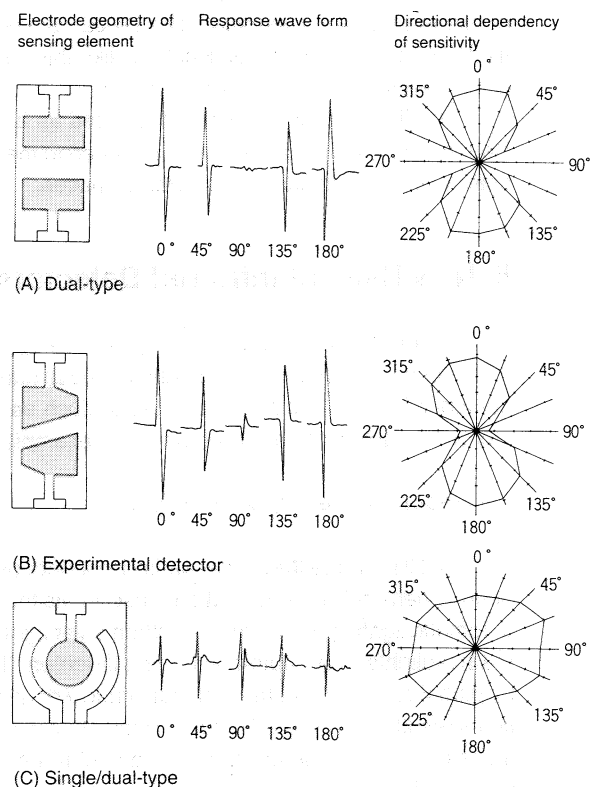 Electrode geometry of
sensing element
Response wave form
Directional dependency
of sensitivity
0°
315° 45°
270° 90°
225° 135°
180°
0° 45° 90° 135° 180°
(A) Dual-type
0°
315° 45°
270° 90°
225° 135°
180°
0° 45° 90° 135° 180°
(B) Experimental detector
0°
315° 45°
270° 90°
225° 135°
180°
0° 45° 90° 135° 180°
(C) Single/dual-type